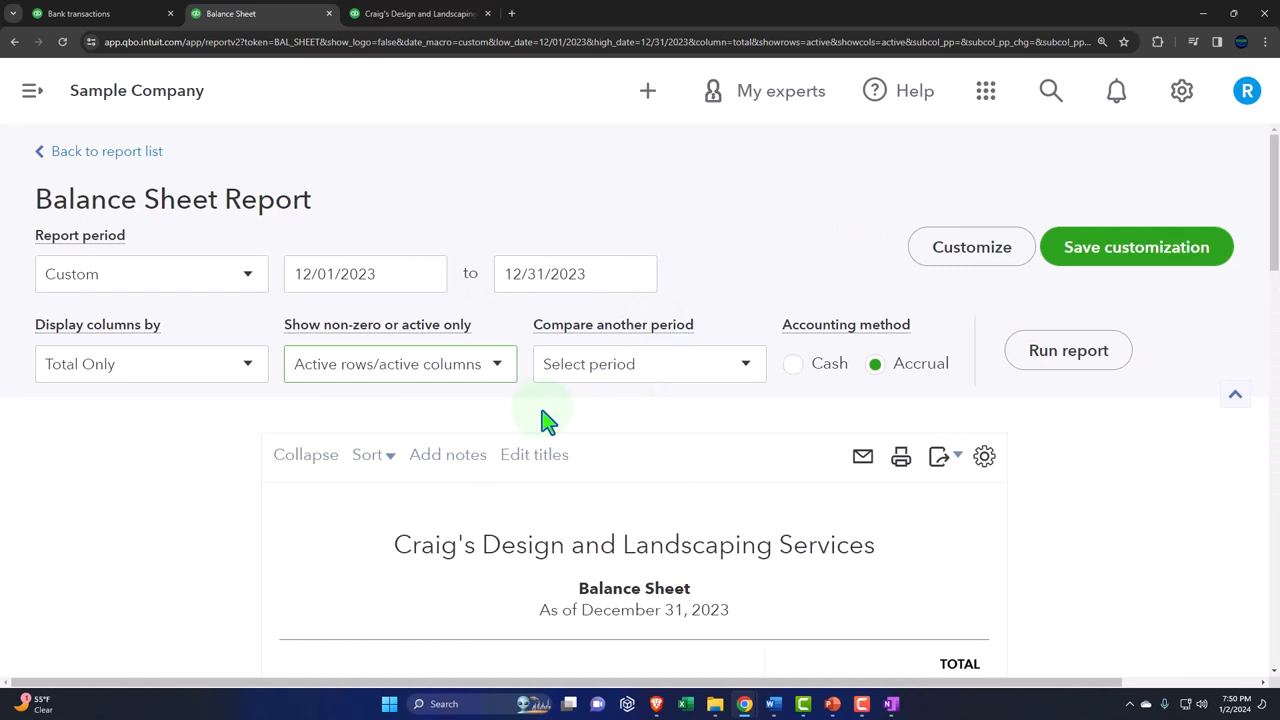 Bank transactions
Balance Sheet
Craig's Design and Landscaping
app.qbo.intuit.com/app/reportv2?token=BAL_SHEET&show_logo=false&date_macro=custom&low_date=12/01/2023&high_date=12/31/2023&column=total&showrows=active&showcols=active&subcol_pp=&subcol_pp_chg=&subcol_pp...
Sample Company
My experts
Help
R
Back to report list
Balance Sheet Report
Report period
Customize
Save customization
Custom
12/01/2023
to
12/31/2023
Display columns by
Show non-zero or active only
Compare another period
Accounting method
Total Only
Active rows/active columns
Select period
Cash
Accrual
Run report
Collapse
Sort
Add notes
Edit titles
Craig's Design and Landscaping Services
Balance Sheet
As of December 31, 2023
TOTAL
1
55°F
Clear
Search
7:50 PM
1/2/2024